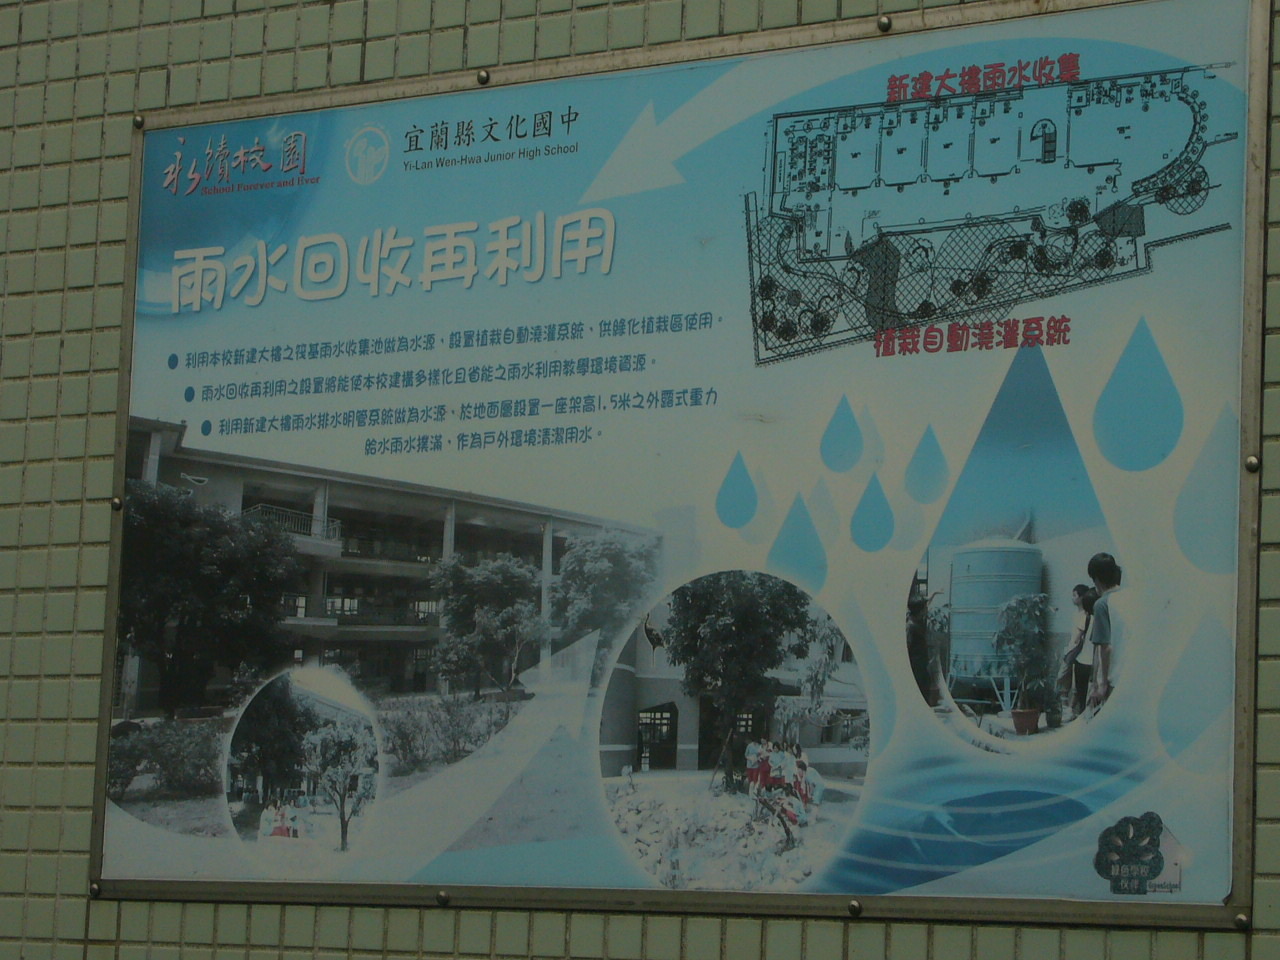 永續校園
School Forever and Ever
宜蘭縣文化國中
Yi-Lan Wen-Hwa Junior High School
新建大樓雨水收集
雨水回收再利用
植栽自動澆灌系統
● 利用本校新建大樓之筏基雨水收集池做為水源，設置植栽自動澆灌系統、供綠化植栽區使用。
● 雨水回收再利用之設置將能使本校建構多樣化且省能之雨水利用教學環境資源。
● 利用新建大樓雨水排水明管系統做為水源，於地面層設置一座架高1.5米之外露式重力
給水雨水撲滿，作為戶外環境清潔用水。
綠色學校
伙伴